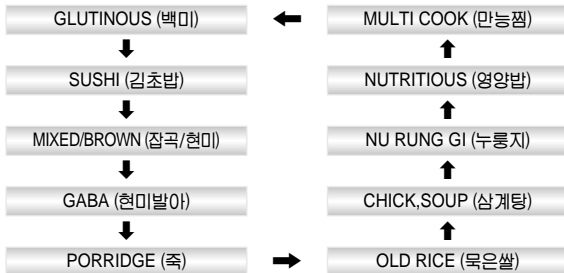 GLUTINOUS (백미)
MULTI COOK (만능찜)
SUSHI (김초밥)
NUTRITIOUS (영양밥)
MIXED/BROWN (잡곡/현미)
NU RUNG GI (누룽지)
GABA (현미발아)
CHICK,SOUP (삼계탕)
PORRIDGE (죽)
OLD RICE (묵은쌀)